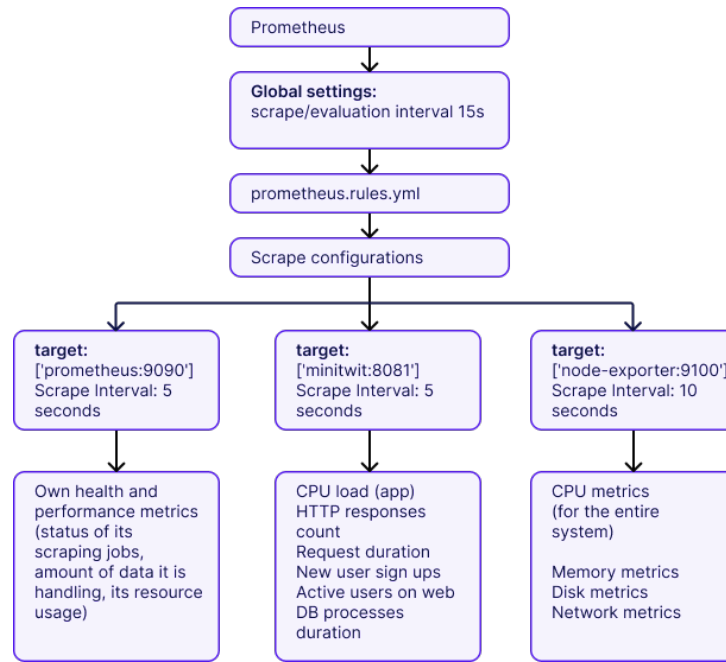 Prometheus
Global settings:
scrape/evaluation interval 15s
prometheus.rules.yml
Scrape configurations
target:
['prometheus:9090']
Scrape Interval: 5
seconds
target:
['minitwit:8081']
Scrape Interval: 5
seconds
target:
['node-exporter:9100']
Scrape Interval: 10
seconds
Own health and
performance metrics
(status of its
scraping jobs,
amount of data it is
handling, its resource
usage)
CPU load (app)
HTTP responses
count
Request duration
New user sign ups
Active users on web
DB processes
duration
CPU metrics
(for the entire
system)
Memory metrics
Disk metrics
Network metrics